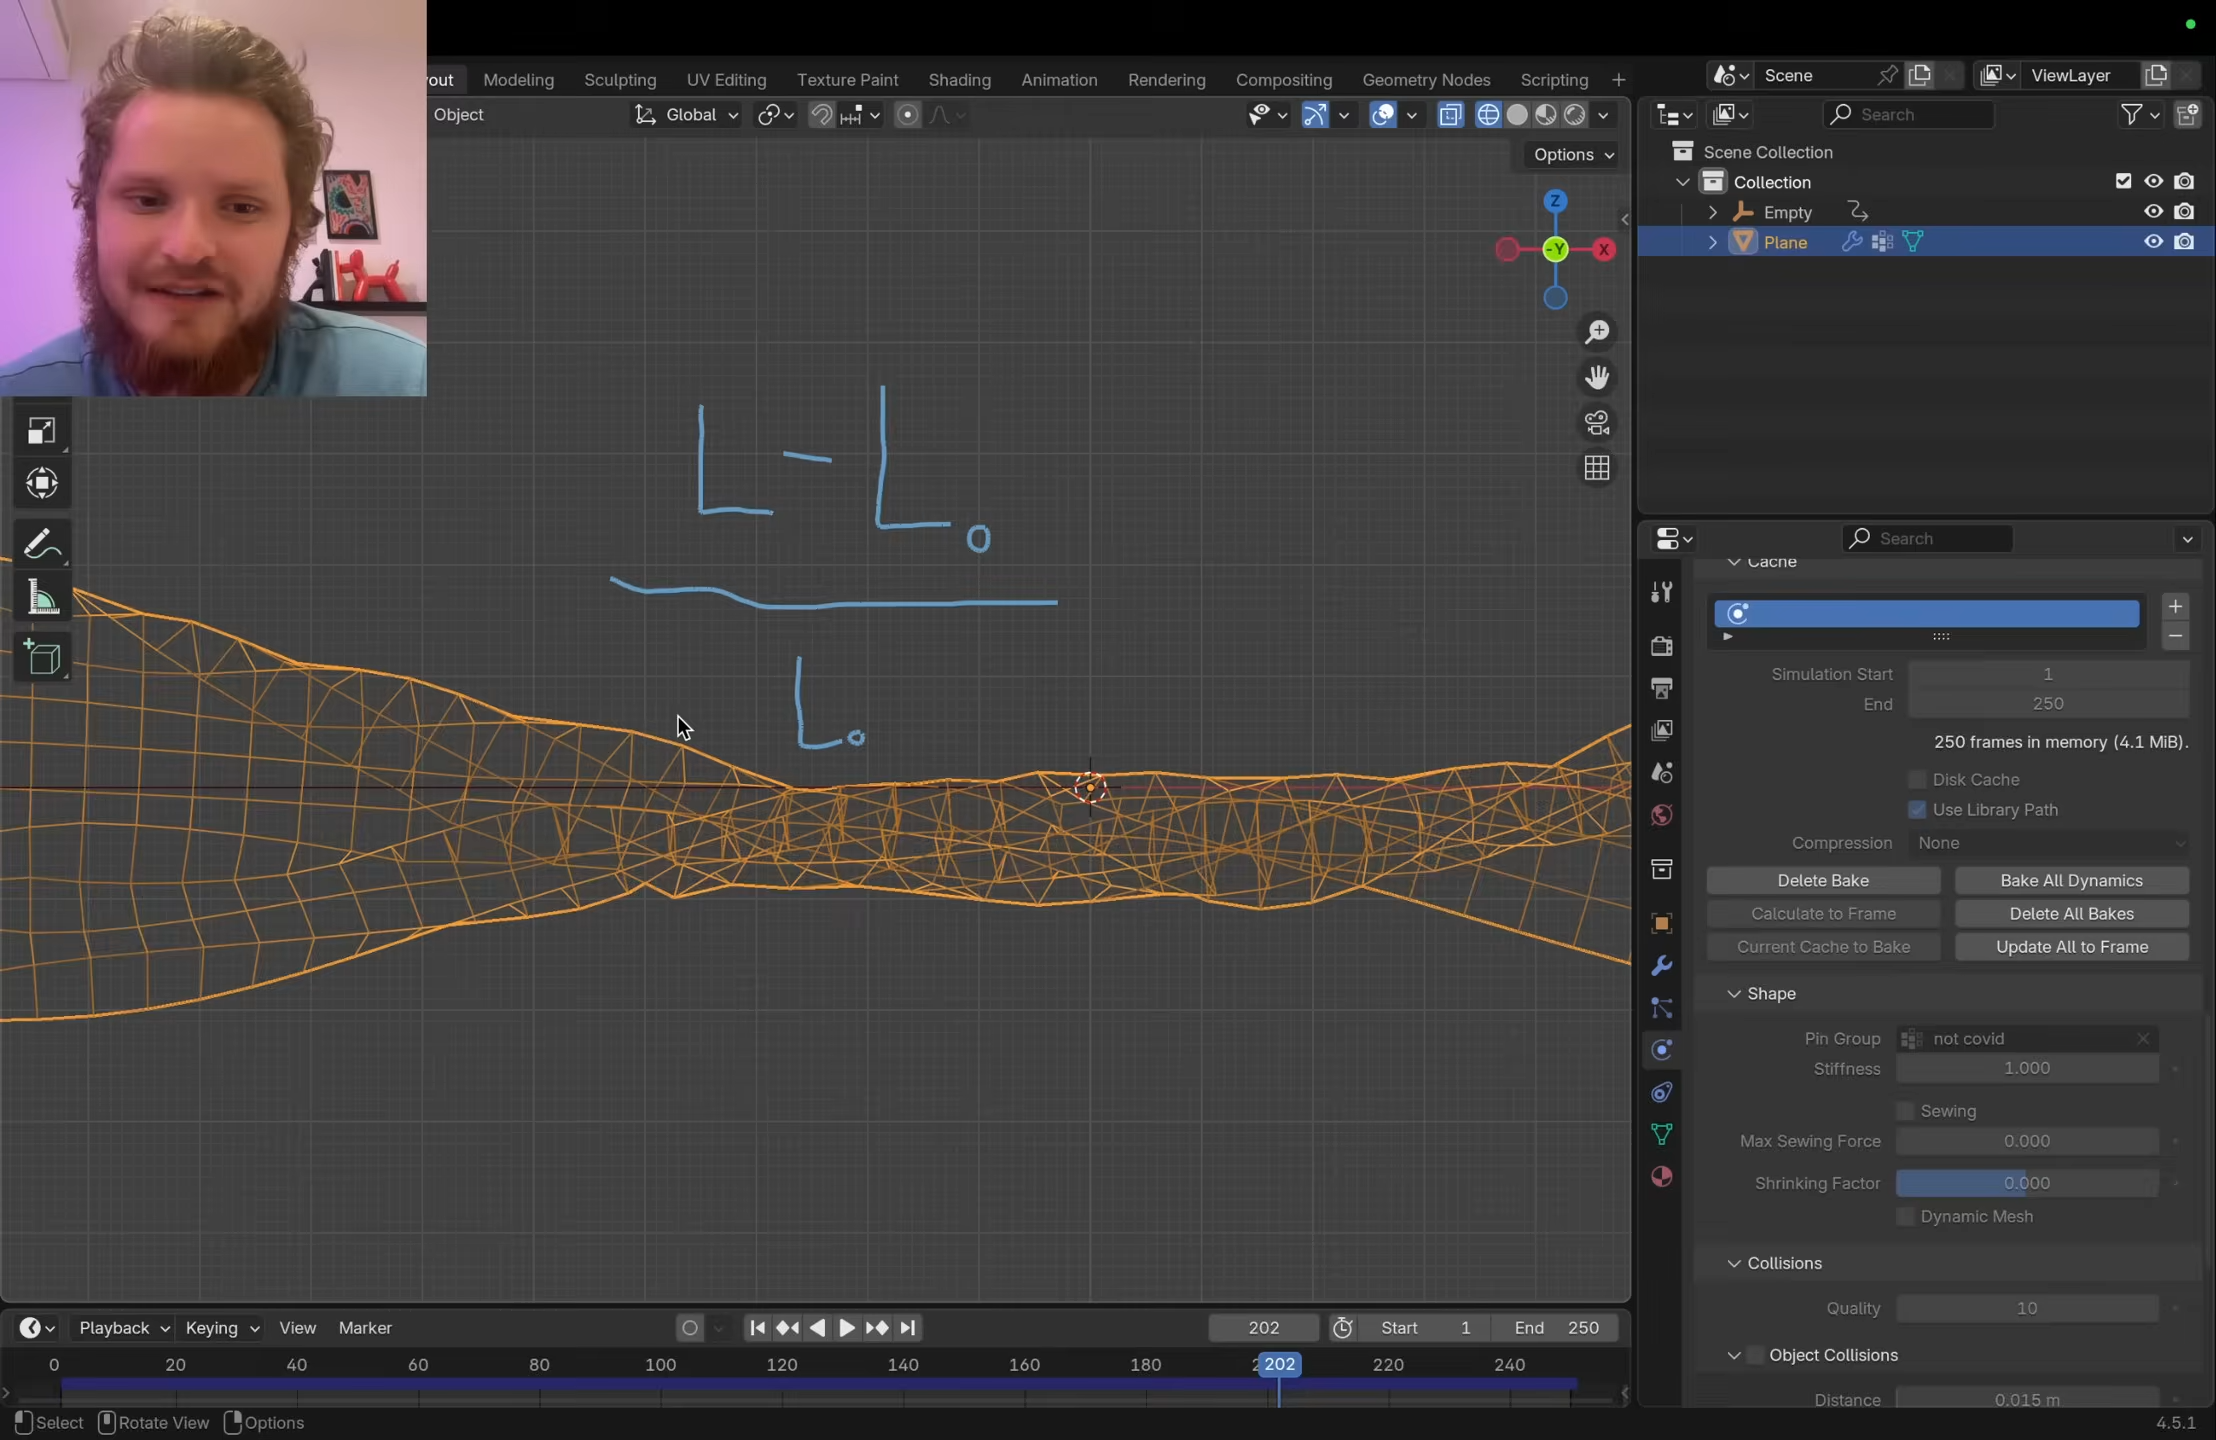 out Modeling Sculpting UV Editing Texture Paint Shading Animation Rendering Compositing Geometry Nodes Scripting +
Scene
ViewLayer
Object
Global
Search
Options
Scene Collection
Collection
Empty
Plane
Z
-Y
X
L - L0
L0
Search
Cache
Simulation Start 1
End 250
250 frames in memory (4.1 MiB).
Disk Cache
Use Library Path
Compression None
Delete Bake Bake All Dynamics
Calculate to Frame Delete All Bakes
Current Cache to Bake Update All to Frame
Shape
Pin Group not covid
Stiffness 1.000
Sewing
Max Sewing Force 0.000
Shrinking Factor 0.000
Dynamic Mesh
Collisions
Quality 10
Object Collisions
Distance 0.015 m
Playback Keying View Marker
202 Start 1 End 250
0 20 40 60 80 100 120 140 160 180 202 220 240
Select Rotate View Options
4.5.1